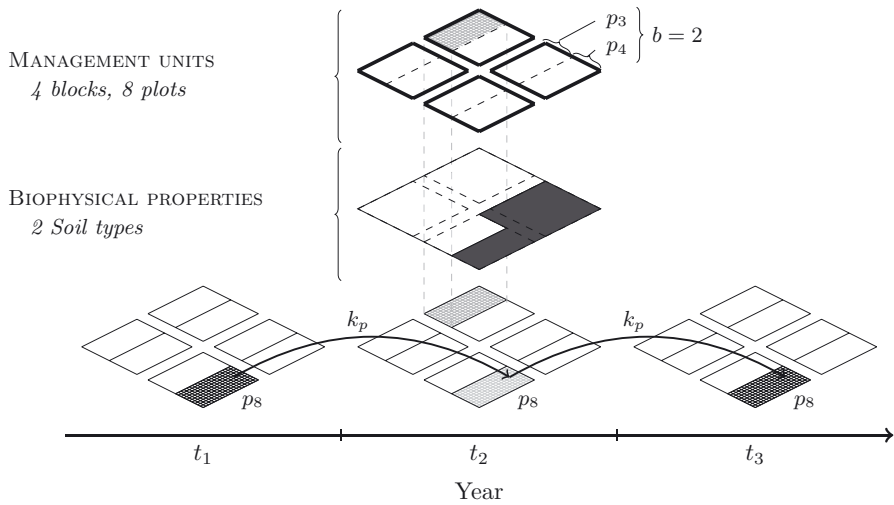 MANAGEMENT UNITS
4 blocks, 8 plots
p₃
p₄
b = 2
BIOPHYSICAL PROPERTIES
2 Soil types
kₚ
kₚ
p₈
p₈
p₈
t₁
t₂
t₃
Year